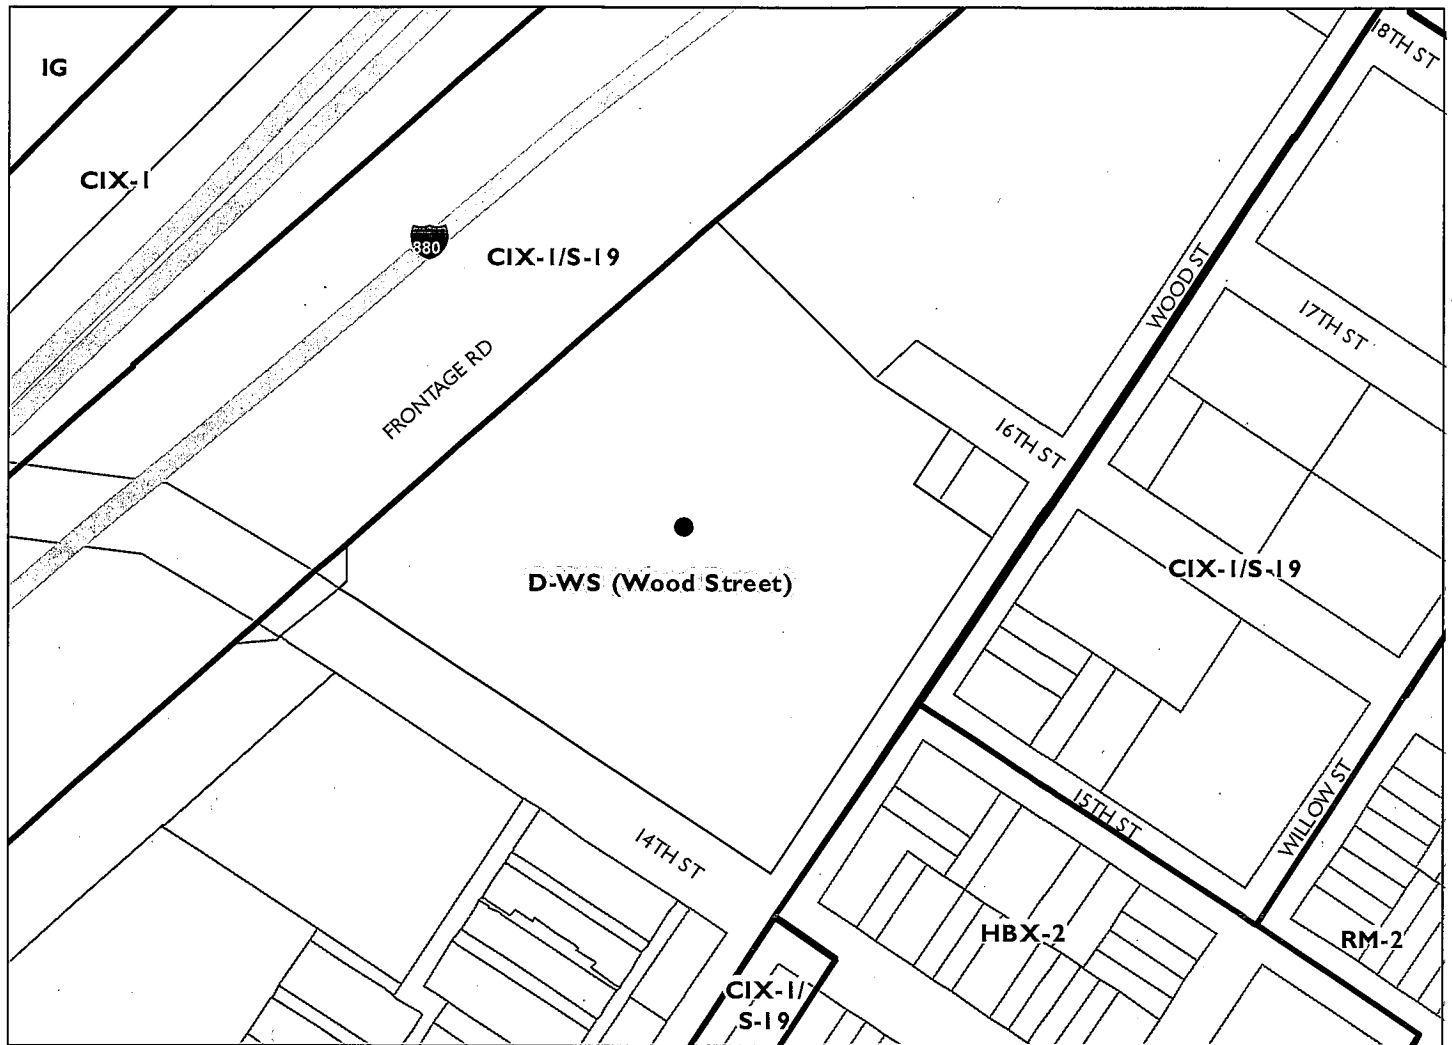 18TH ST
IG
CIX-1
880
CIX-1/S-19
WOOD ST
17TH ST
FRONTAGE RD
16TH ST
CIX-1/S-19
D-WS (Wood Street)
15TH ST
WILLOW ST
14TH ST
HBX-2
RM-2
CIX-1/
S-19